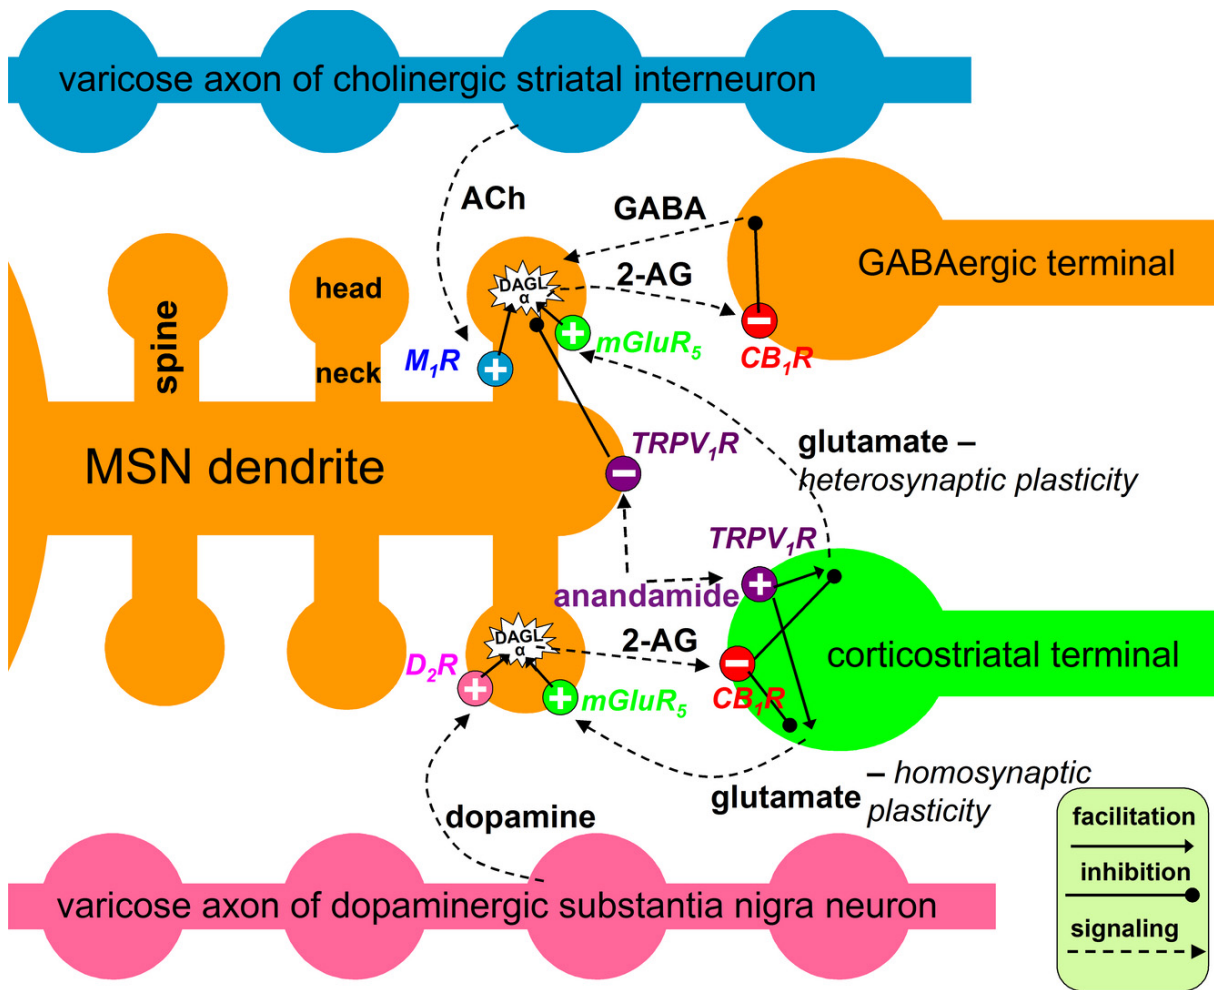 varicose axon of cholinergic striatal interneuron
ACh
GABA
GABAergic terminal
DAGL
α
2-AG
head
spine
neck
M₁R
mGluR₅
CB₁R
MSN dendrite
TRPV₁R
glutamate –
heterosynaptic plasticity
TRPV₁R
anandamide
DAGL
α
2-AG
corticostriatal terminal
D₂R
mGluR₅
CB₁R
glutamate
– homosynaptic
plasticity
dopamine
varicose axon of dopaminergic substantia nigra neuron
facilitation
inhibition
signaling